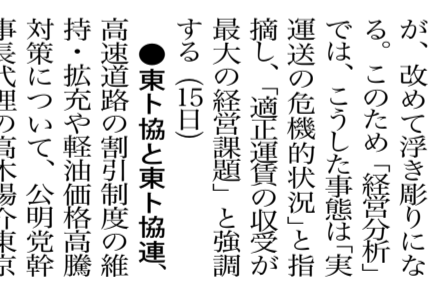 が、改めて浮き彫りにな
る。このため「経営分析」
では、こうした事態は「実
運送の危機的状況」と指
摘し、「適正運賃の収受が
最大の経営課題」と強調
する（15日）
●東ト協と東ト協連、
高速道路の割引制度の維
持・拡充や軽油価格高騰
対策について、公明党幹
事長代理の高木陽介東京